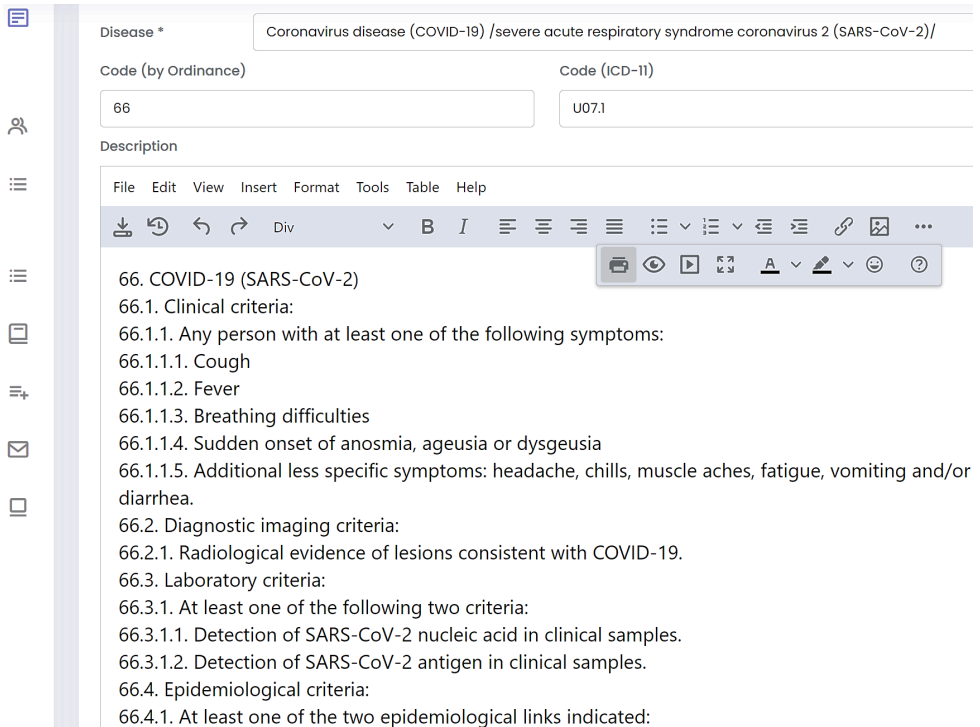 Disease *
Coronavirus disease (COVID-19) /severe acute respiratory syndrome coronavirus 2 (SARS-CoV-2)/
Code (by Ordinance)
Code (ICD-11)
66
U07.1
Description
File Edit View Insert Format Tools Table Help
Div
66. COVID-19 (SARS-CoV-2)
66.1. Clinical criteria:
66.1.1. Any person with at least one of the following symptoms:
66.1.1.1. Cough
66.1.1.2. Fever
66.1.1.3. Breathing difficulties
66.1.1.4. Sudden onset of anosmia, ageusia or dysgeusia
66.1.1.5. Additional less specific symptoms: headache, chills, muscle aches, fatigue, vomiting and/or
diarrhea.
66.2. Diagnostic imaging criteria:
66.2.1. Radiological evidence of lesions consistent with COVID-19.
66.3. Laboratory criteria:
66.3.1. At least one of the following two criteria:
66.3.1.1. Detection of SARS-CoV-2 nucleic acid in clinical samples.
66.3.1.2. Detection of SARS-CoV-2 antigen in clinical samples.
66.4. Epidemiological criteria:
66.4.1. At least one of the two epidemiological links indicated: